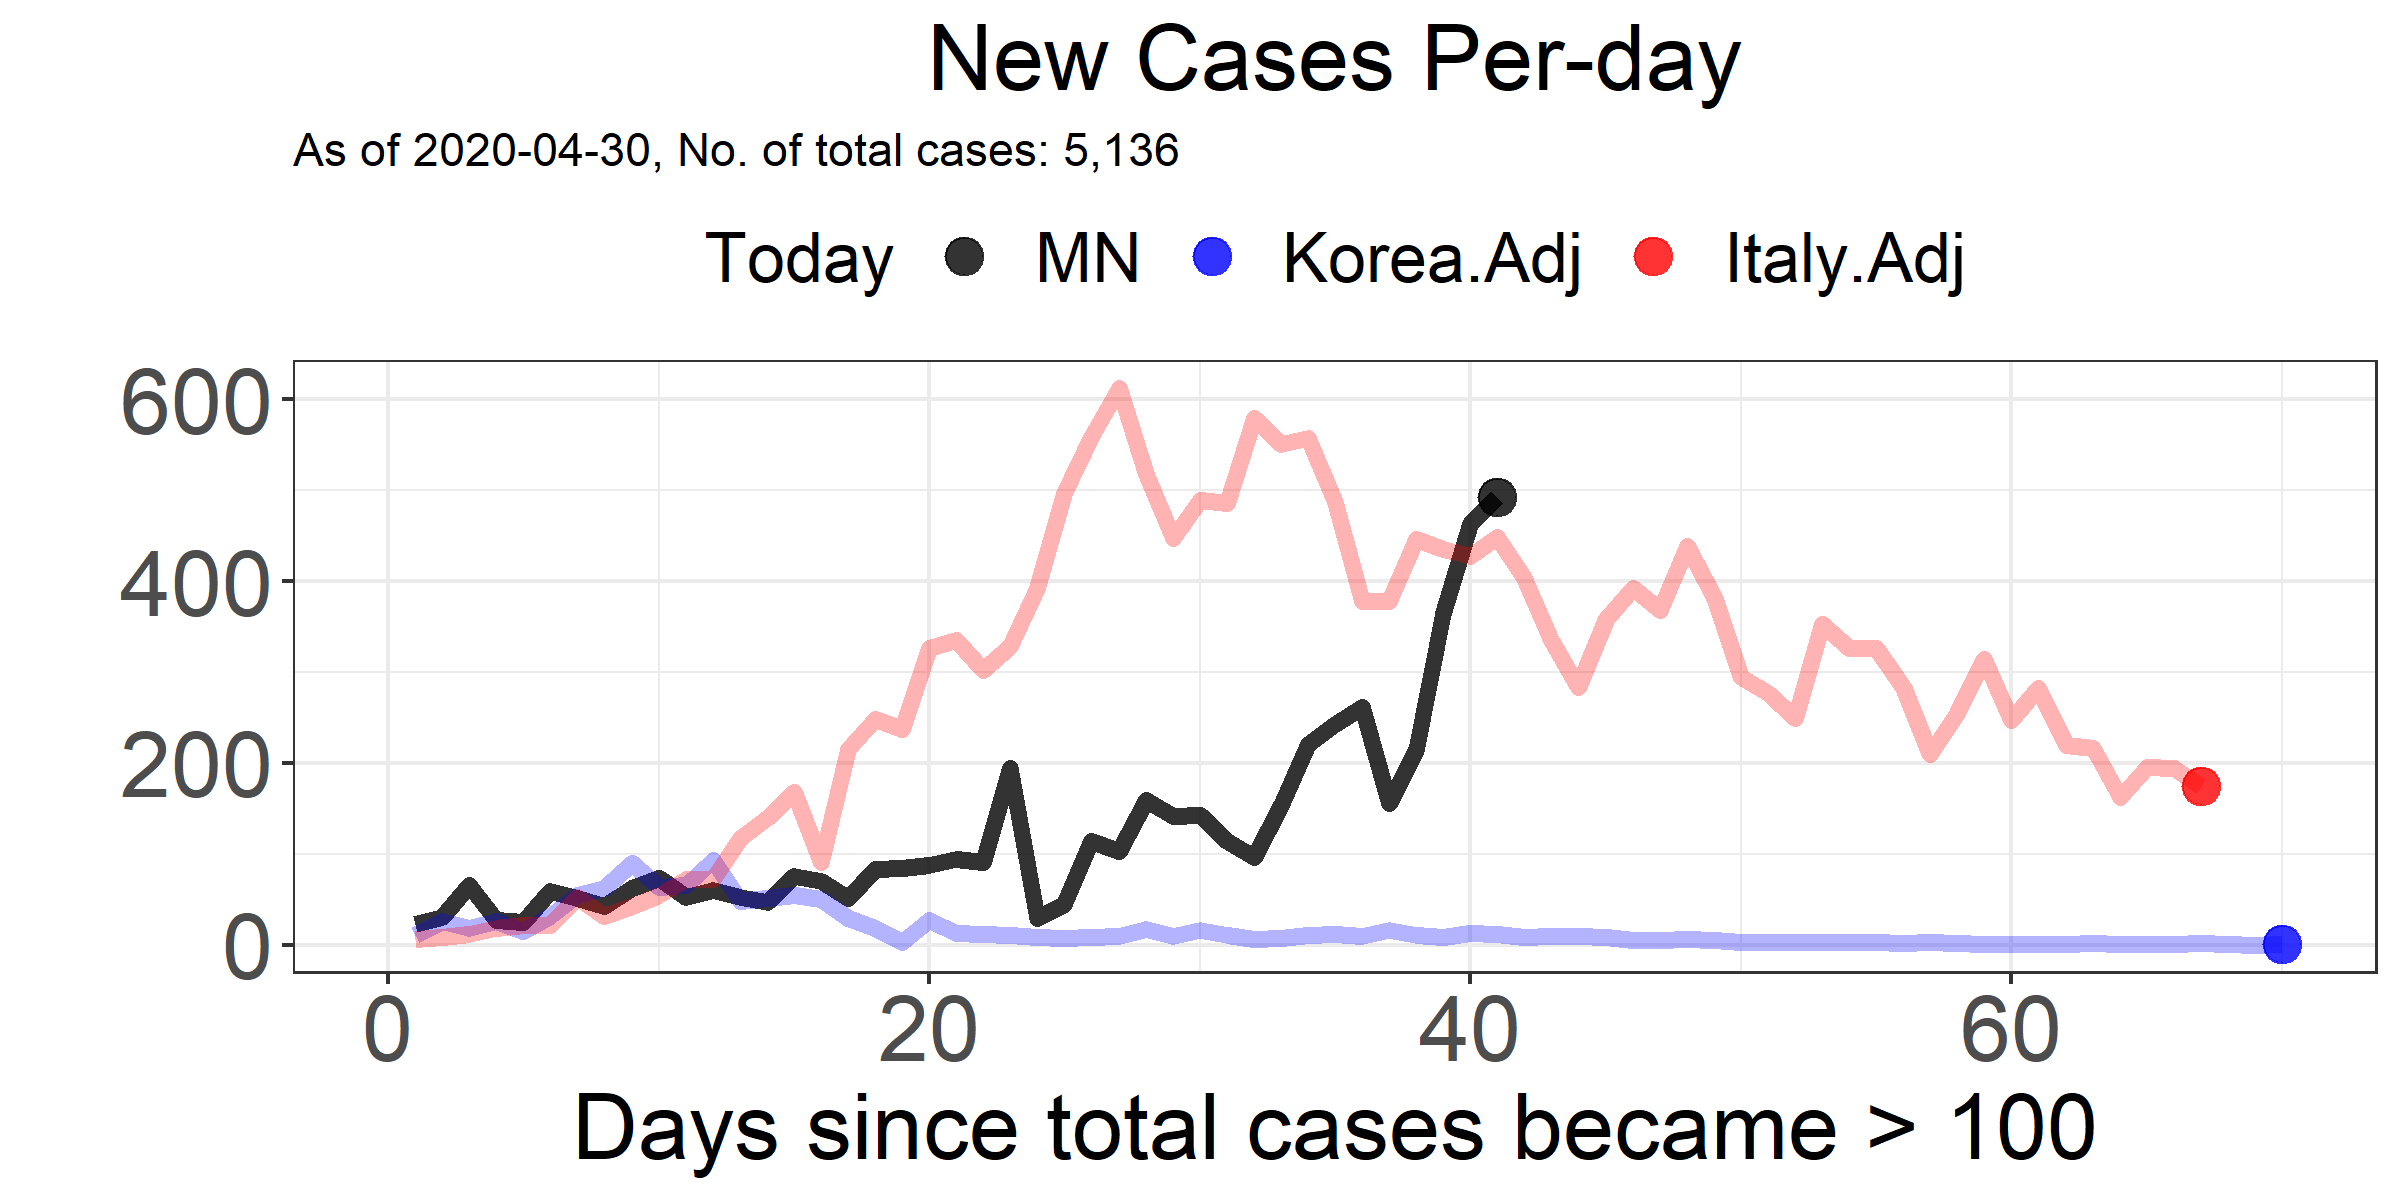 New Cases Per-day
As of 2020-04-30, No. of total cases: 5,136
Today MN Korea.Adj Italy.Adj
600
400
200
0
0 20 40 60
Days since total cases became > 100